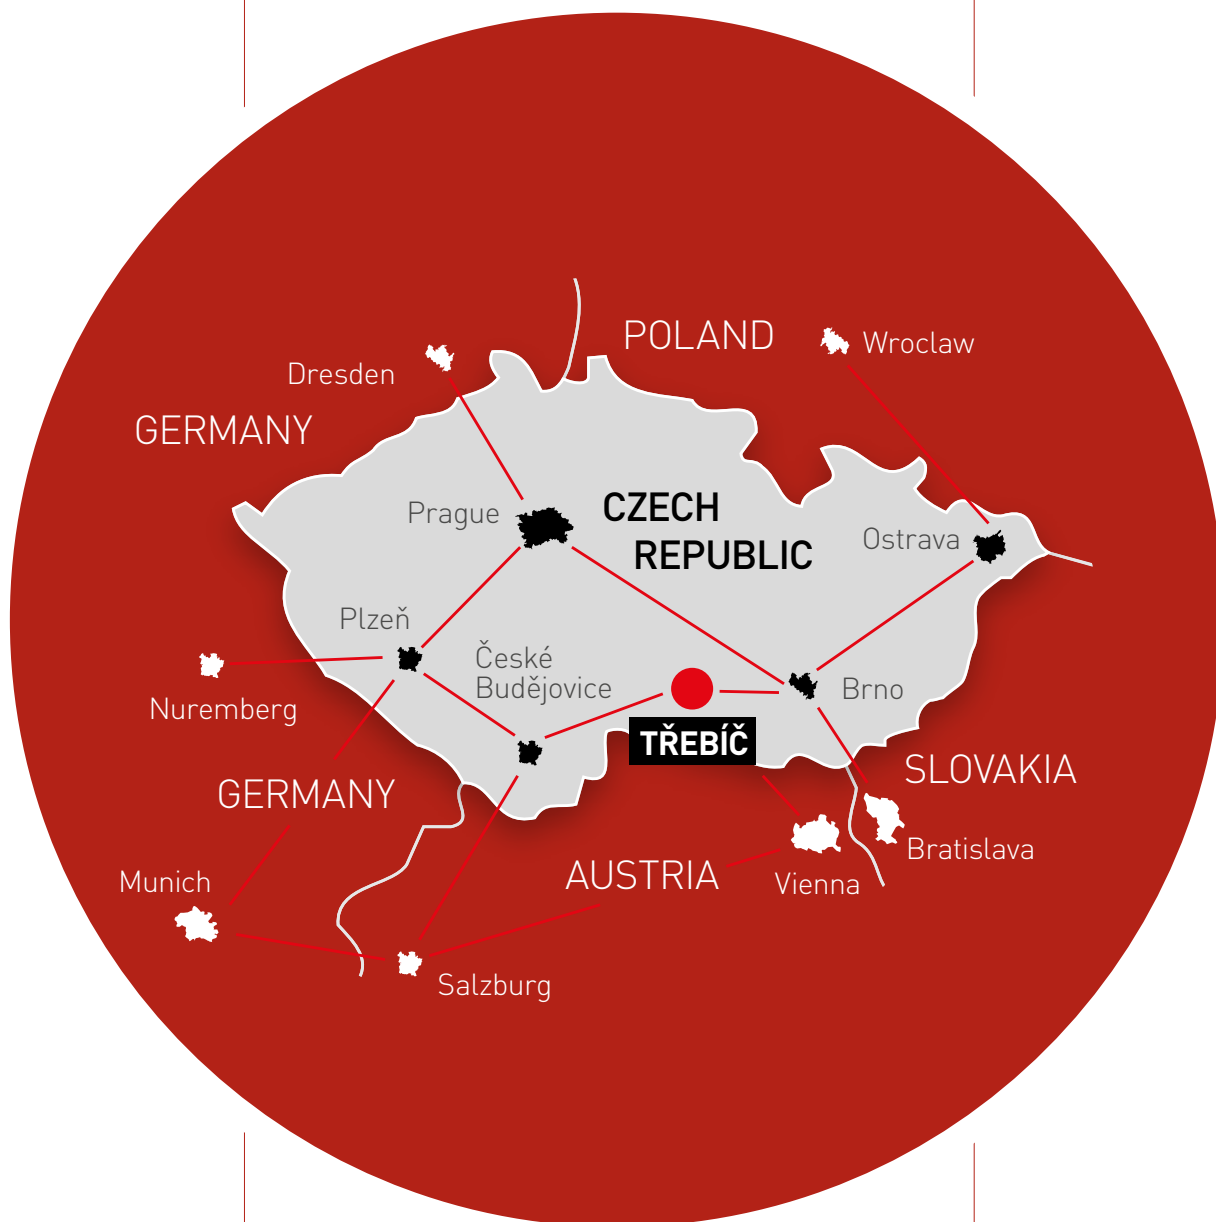 POLAND
Wroclaw
Dresden
GERMANY
CZECH
REPUBLIC
Prague
Ostrava
Plzeň
České
Budějovice
Brno
Nuremberg
TŘEBÍČ
SLOVAKIA
GERMANY
Bratislava
AUSTRIA
Vienna
Munich
Salzburg